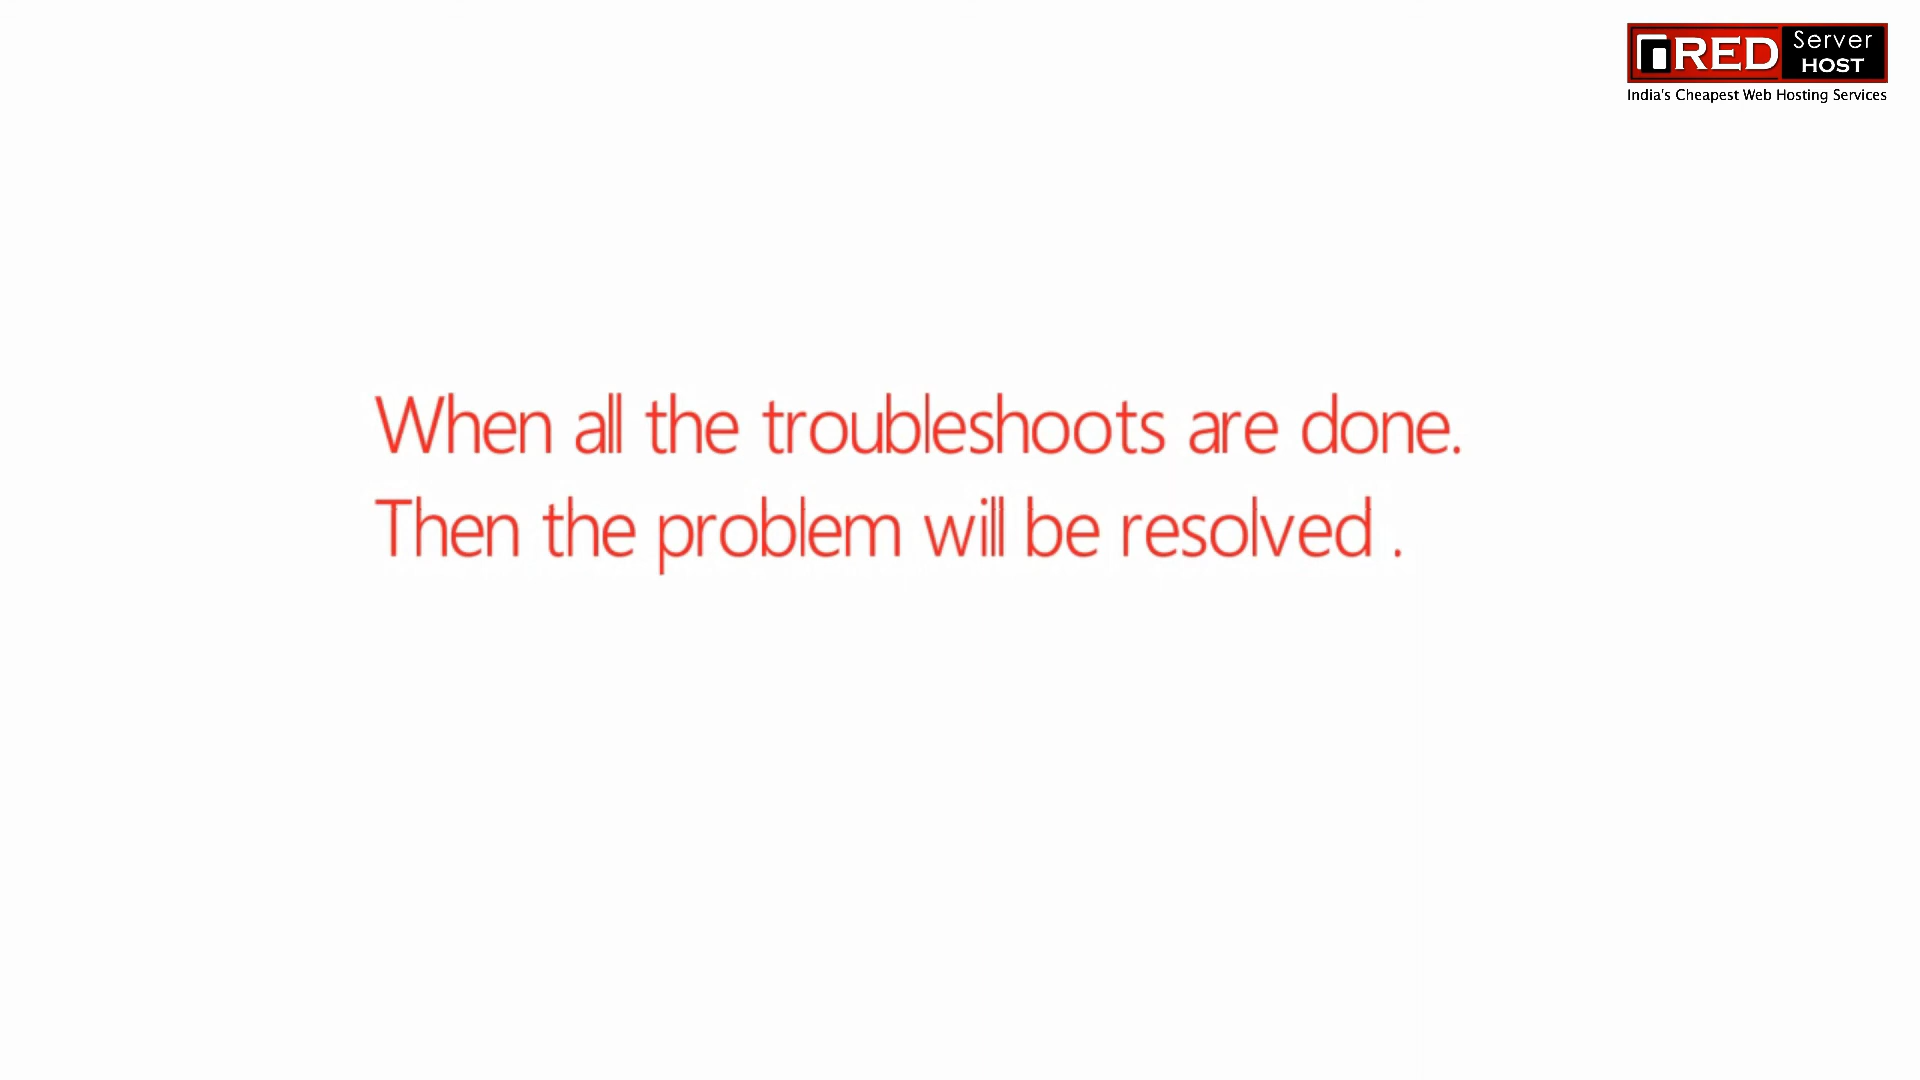 RED Server HOST
India's Cheapest Web Hosting Services
When all the troubleshoots are done.
Then the problem will be resolved .